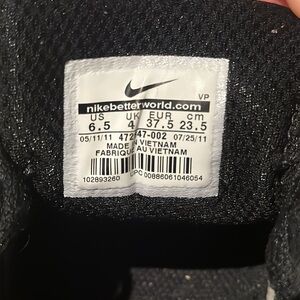 VP
nikebetterworld.com
US UK EUR cm
6.5 4 37.5 23.5
05/11/11 07/25/11
MADE IN VIETNAM
FABRIQUE AU VIETNAM
102893260
UPC 00886061046054